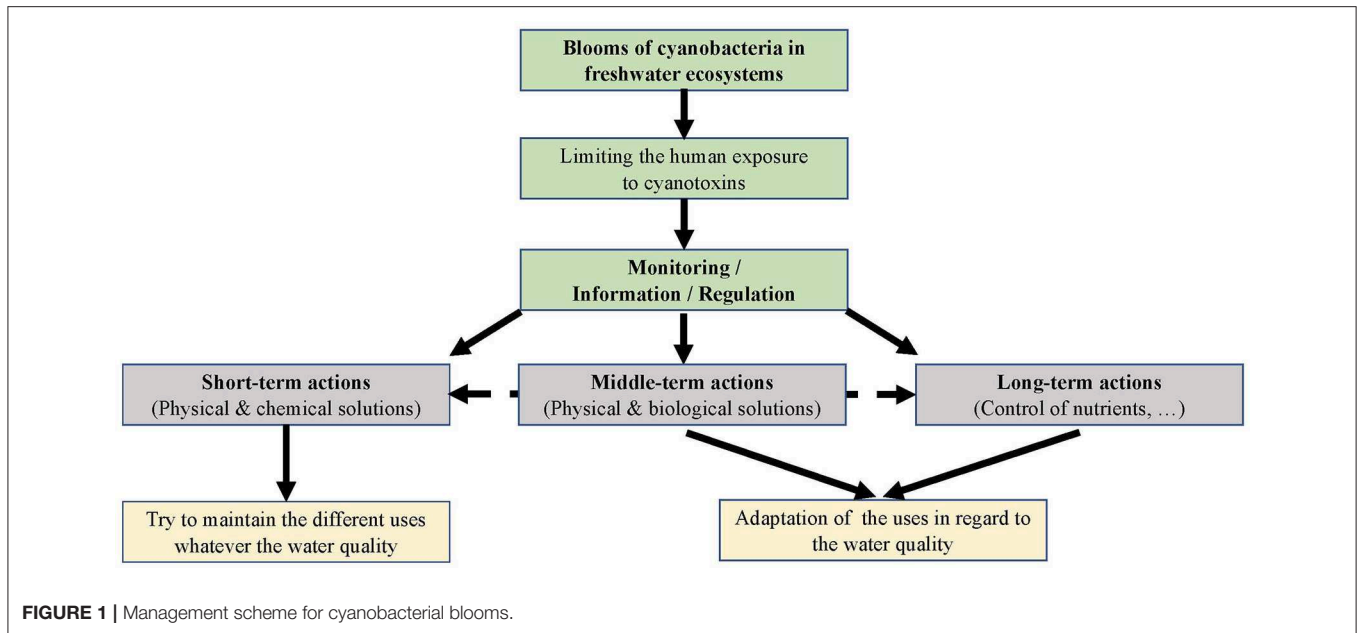 Blooms of cyanobacteria in
freshwater ecosystems
Limiting the human exposure
to cyanotoxins
Monitoring /
Information / Regulation
Short-term actions
(Physical & chemical solutions)
Middle-term actions
(Physical & biological solutions)
Long-term actions
(Control of nutrients, …)
Try to maintain the different uses
whatever the water quality
Adaptation of the uses in regard to
the water quality
FIGURE 1 | Management scheme for cyanobacterial blooms.